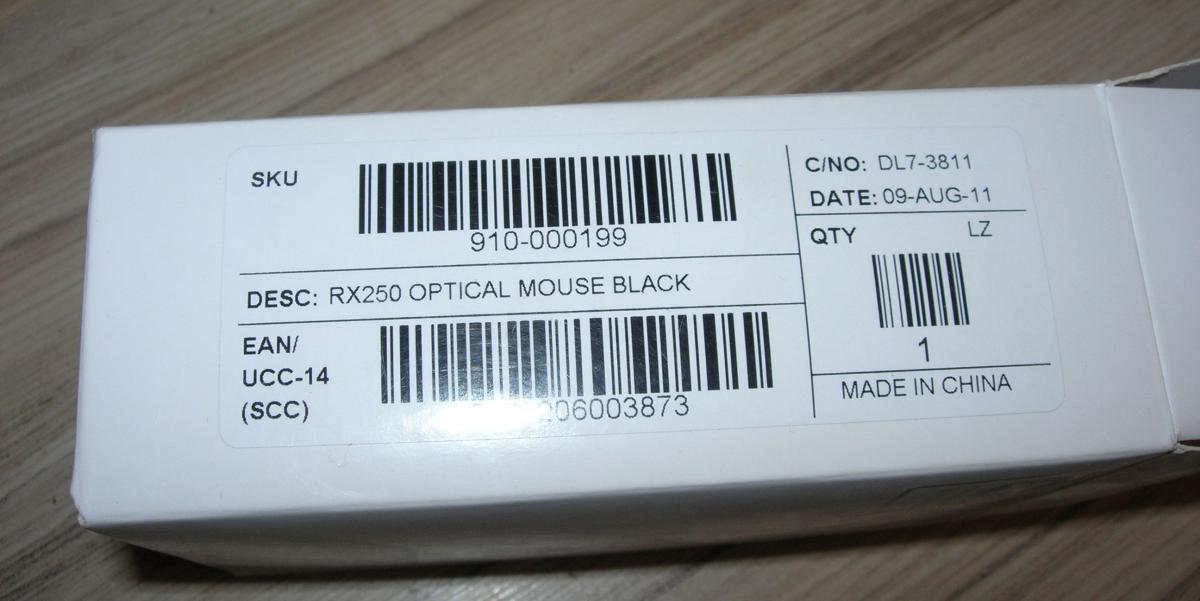 SKU
910-000199
DESC: RX250 OPTICAL MOUSE BLACK
EAN/
UCC-14
(SCC)
06003873
C/NO: DL7-3811
DATE: 09-AUG-11
QTY LZ
1
MADE IN CHINA